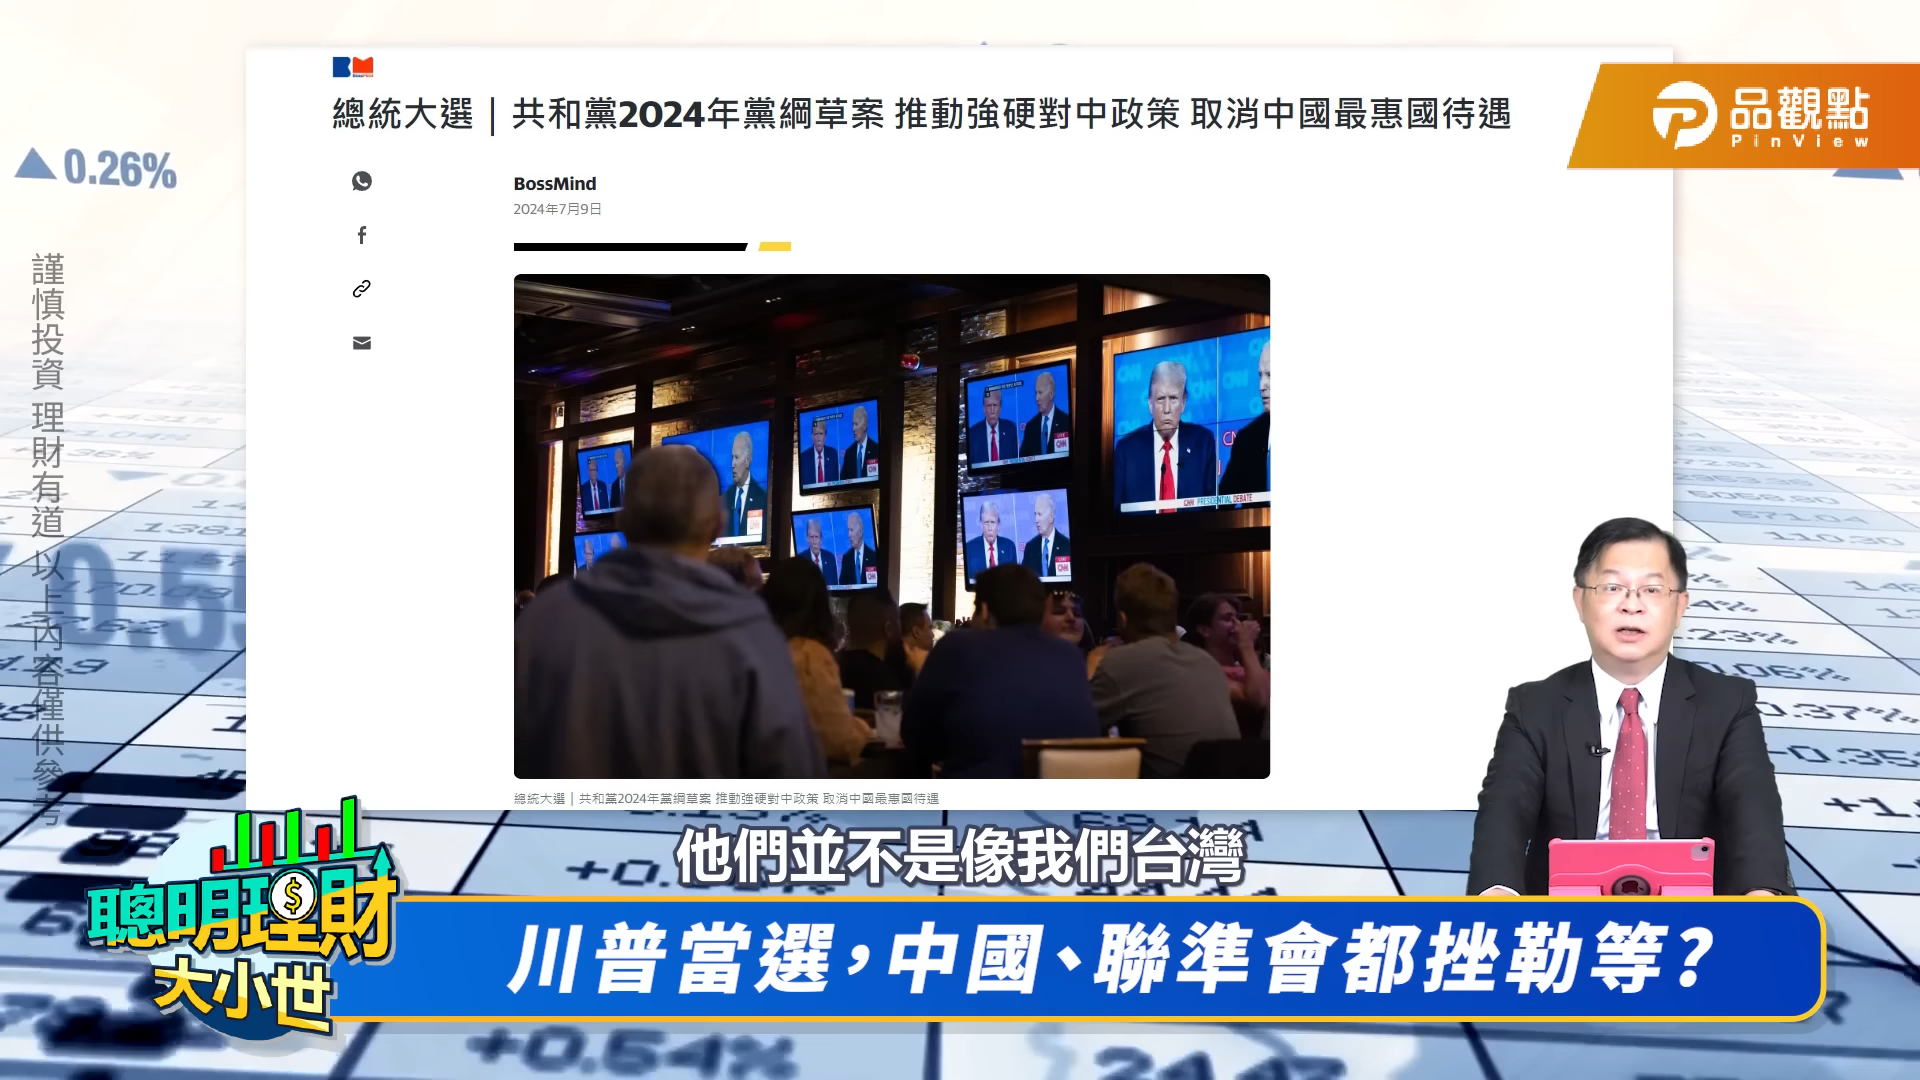 總統大選｜共和黨2024年黨綱草案 推動強硬對中政策 取消中國最惠國待遇
品觀點
PinView
BossMind
2024年7月9日
0.26%
謹慎投資 理財有道 以上內容僅供參考
CNN PRESIDENTIAL DEBATE
總統大選｜共和黨2024年黨綱草案 推動強硬對中政策 取消中國最惠國待遇
他們並不是像我們台灣
聰明理財
大小世
川普當選，中國、聯準會都挫勒等？
+0.54%